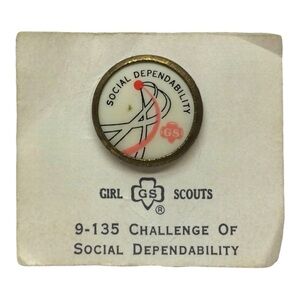 SOCIAL DEPENDABILITY
GS
GIRL GS SCOUTS
®
9-135 CHALLENGE OF
SOCIAL DEPENDABILITY